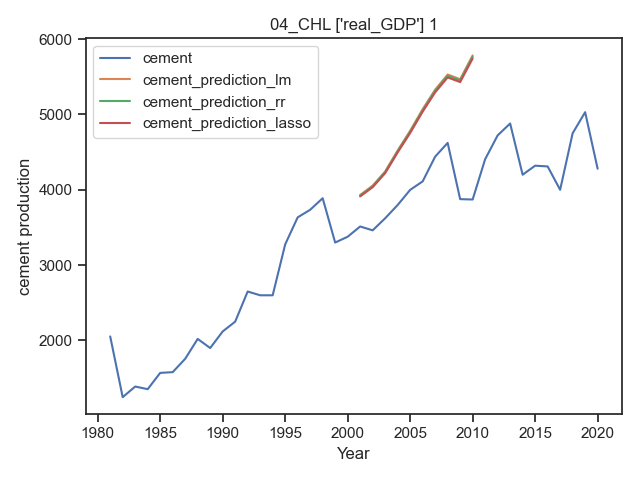 04_CHL ['real_GDP'] 1
cement
cement_prediction_lm
cement_prediction_rr
cement_prediction_lasso
cement production
6000
5000
4000
3000
2000
1980 1985 1990 1995 2000 2005 2010 2015 2020
Year